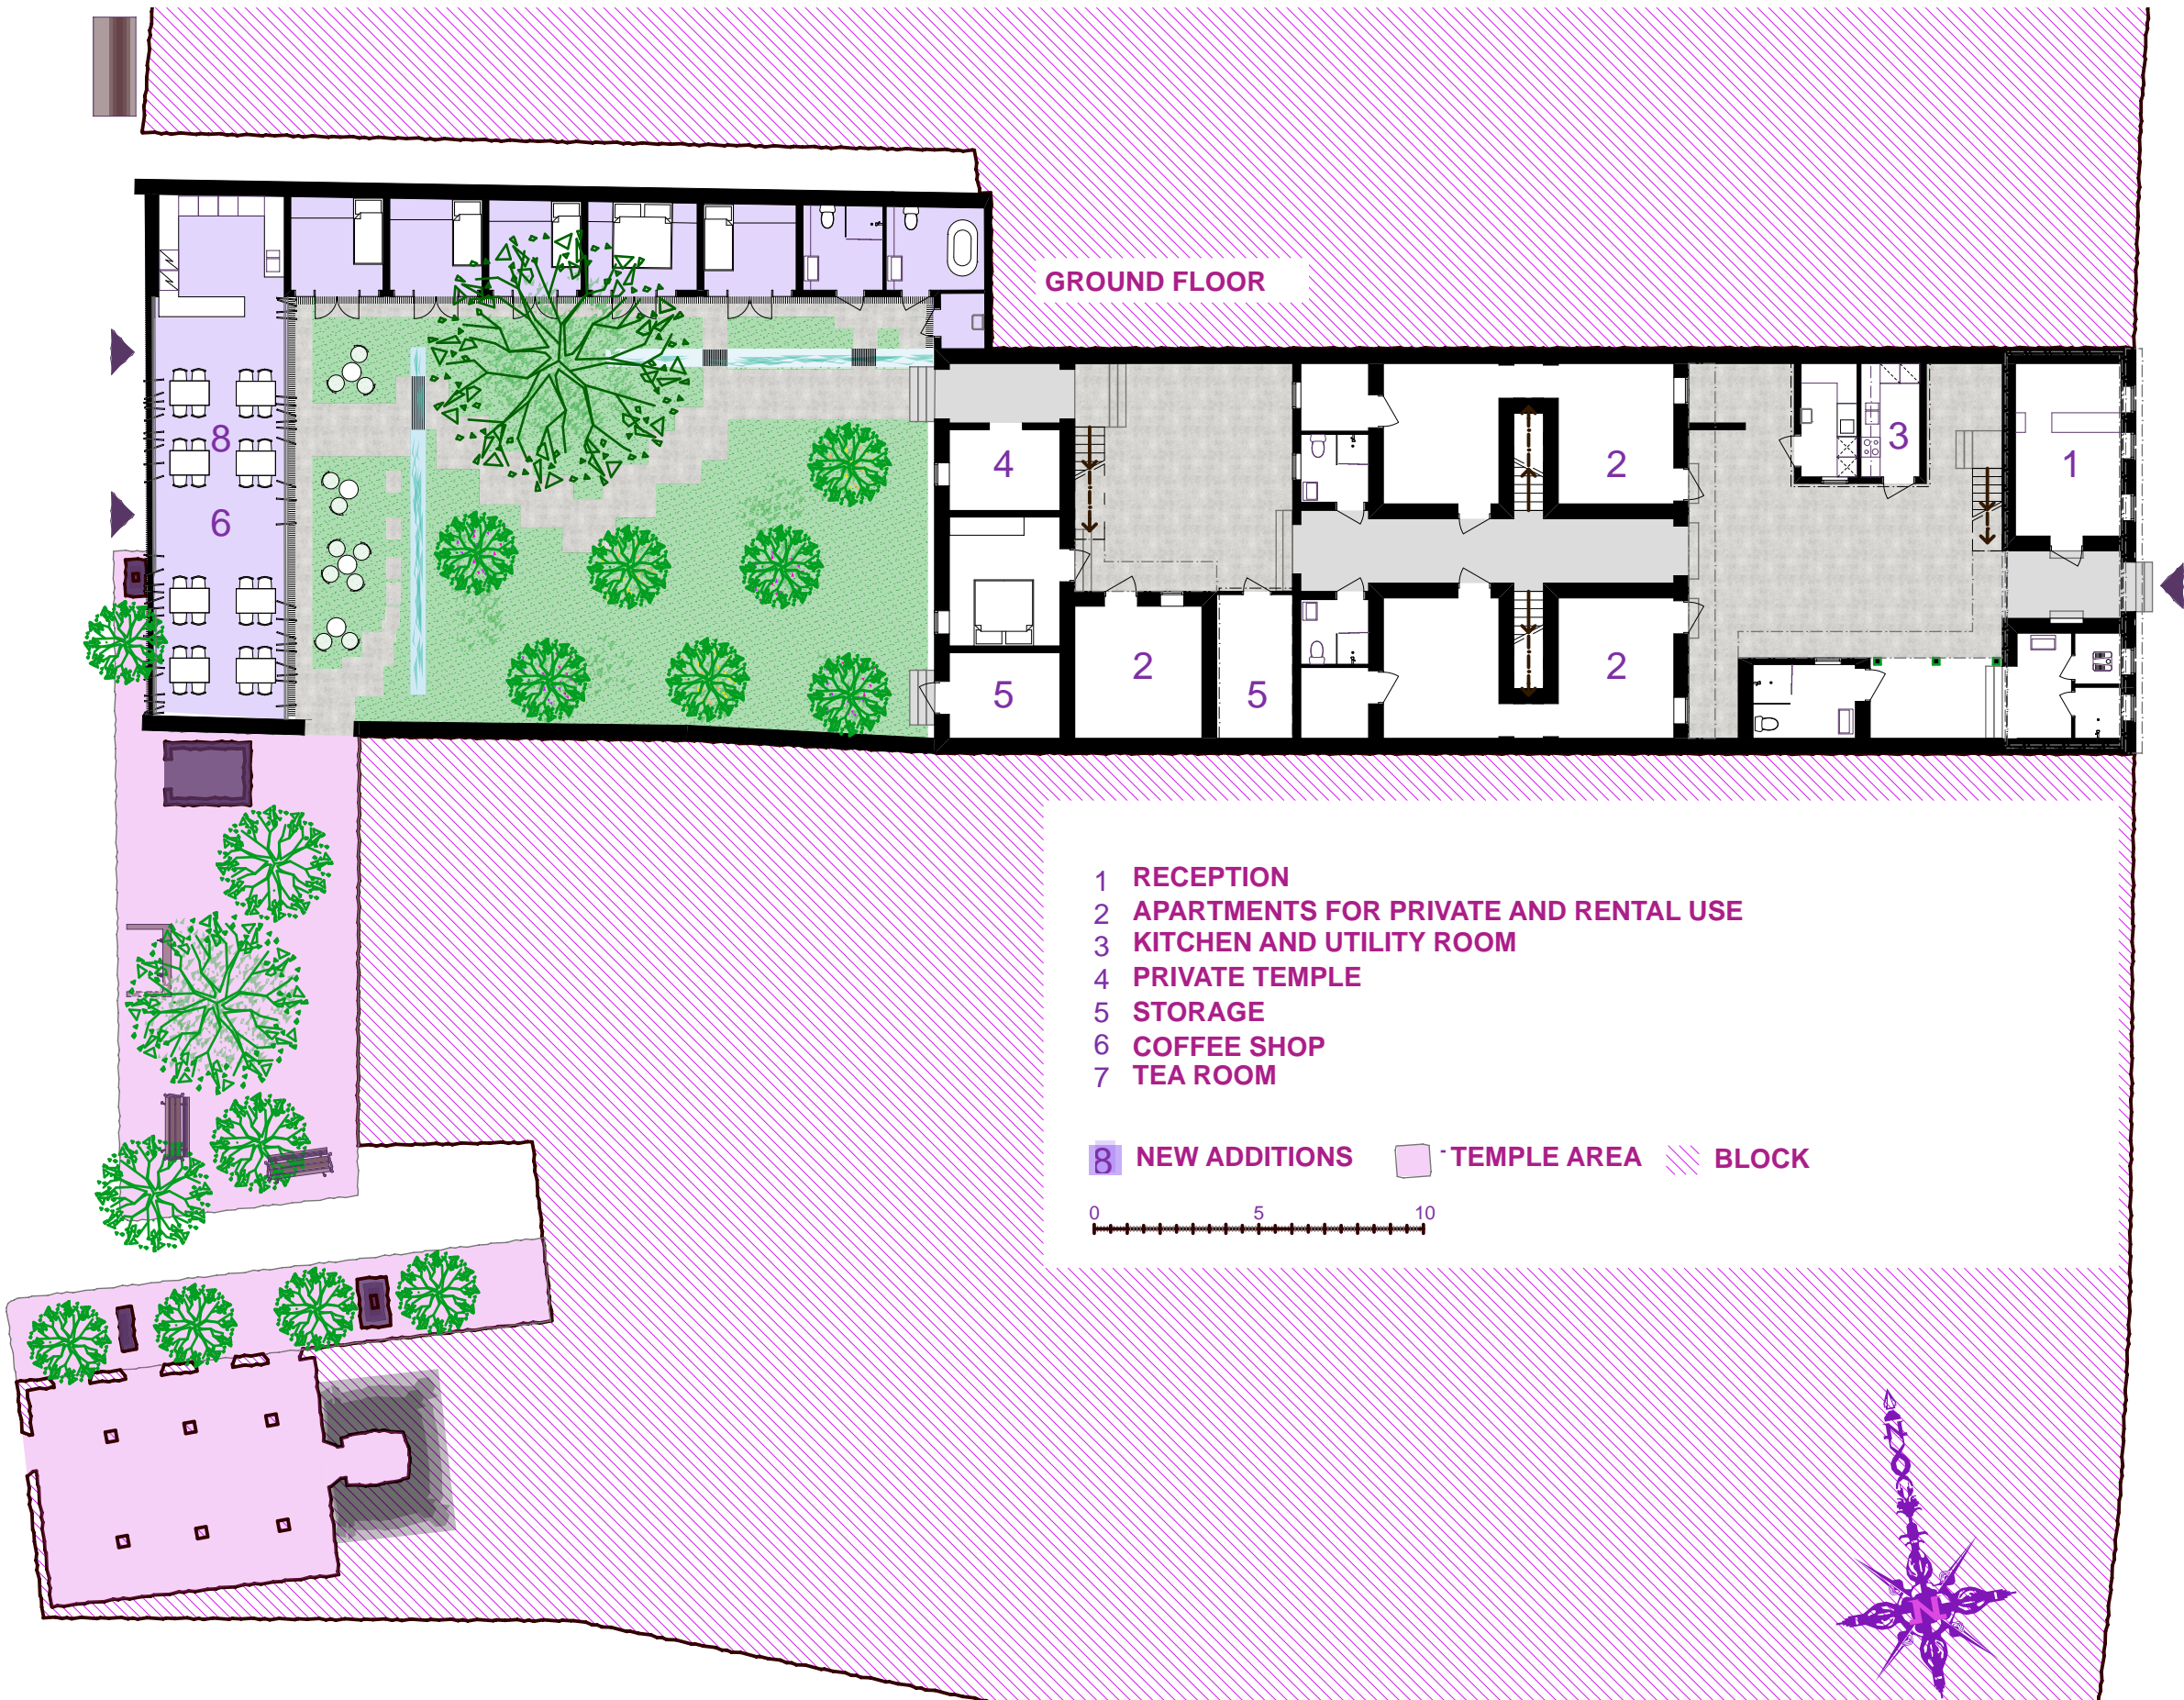 GROUND FLOOR
8
6
4
5
2
5
2
2
3
1
1 RECEPTION
2 APARTMENTS FOR PRIVATE AND RENTAL USE
3 KITCHEN AND UTILITY ROOM
4 PRIVATE TEMPLE
5 STORAGE
6 COFFEE SHOP
7 TEA ROOM
8 NEW ADDITIONS - TEMPLE AREA BLOCK
0 5 10
N
N